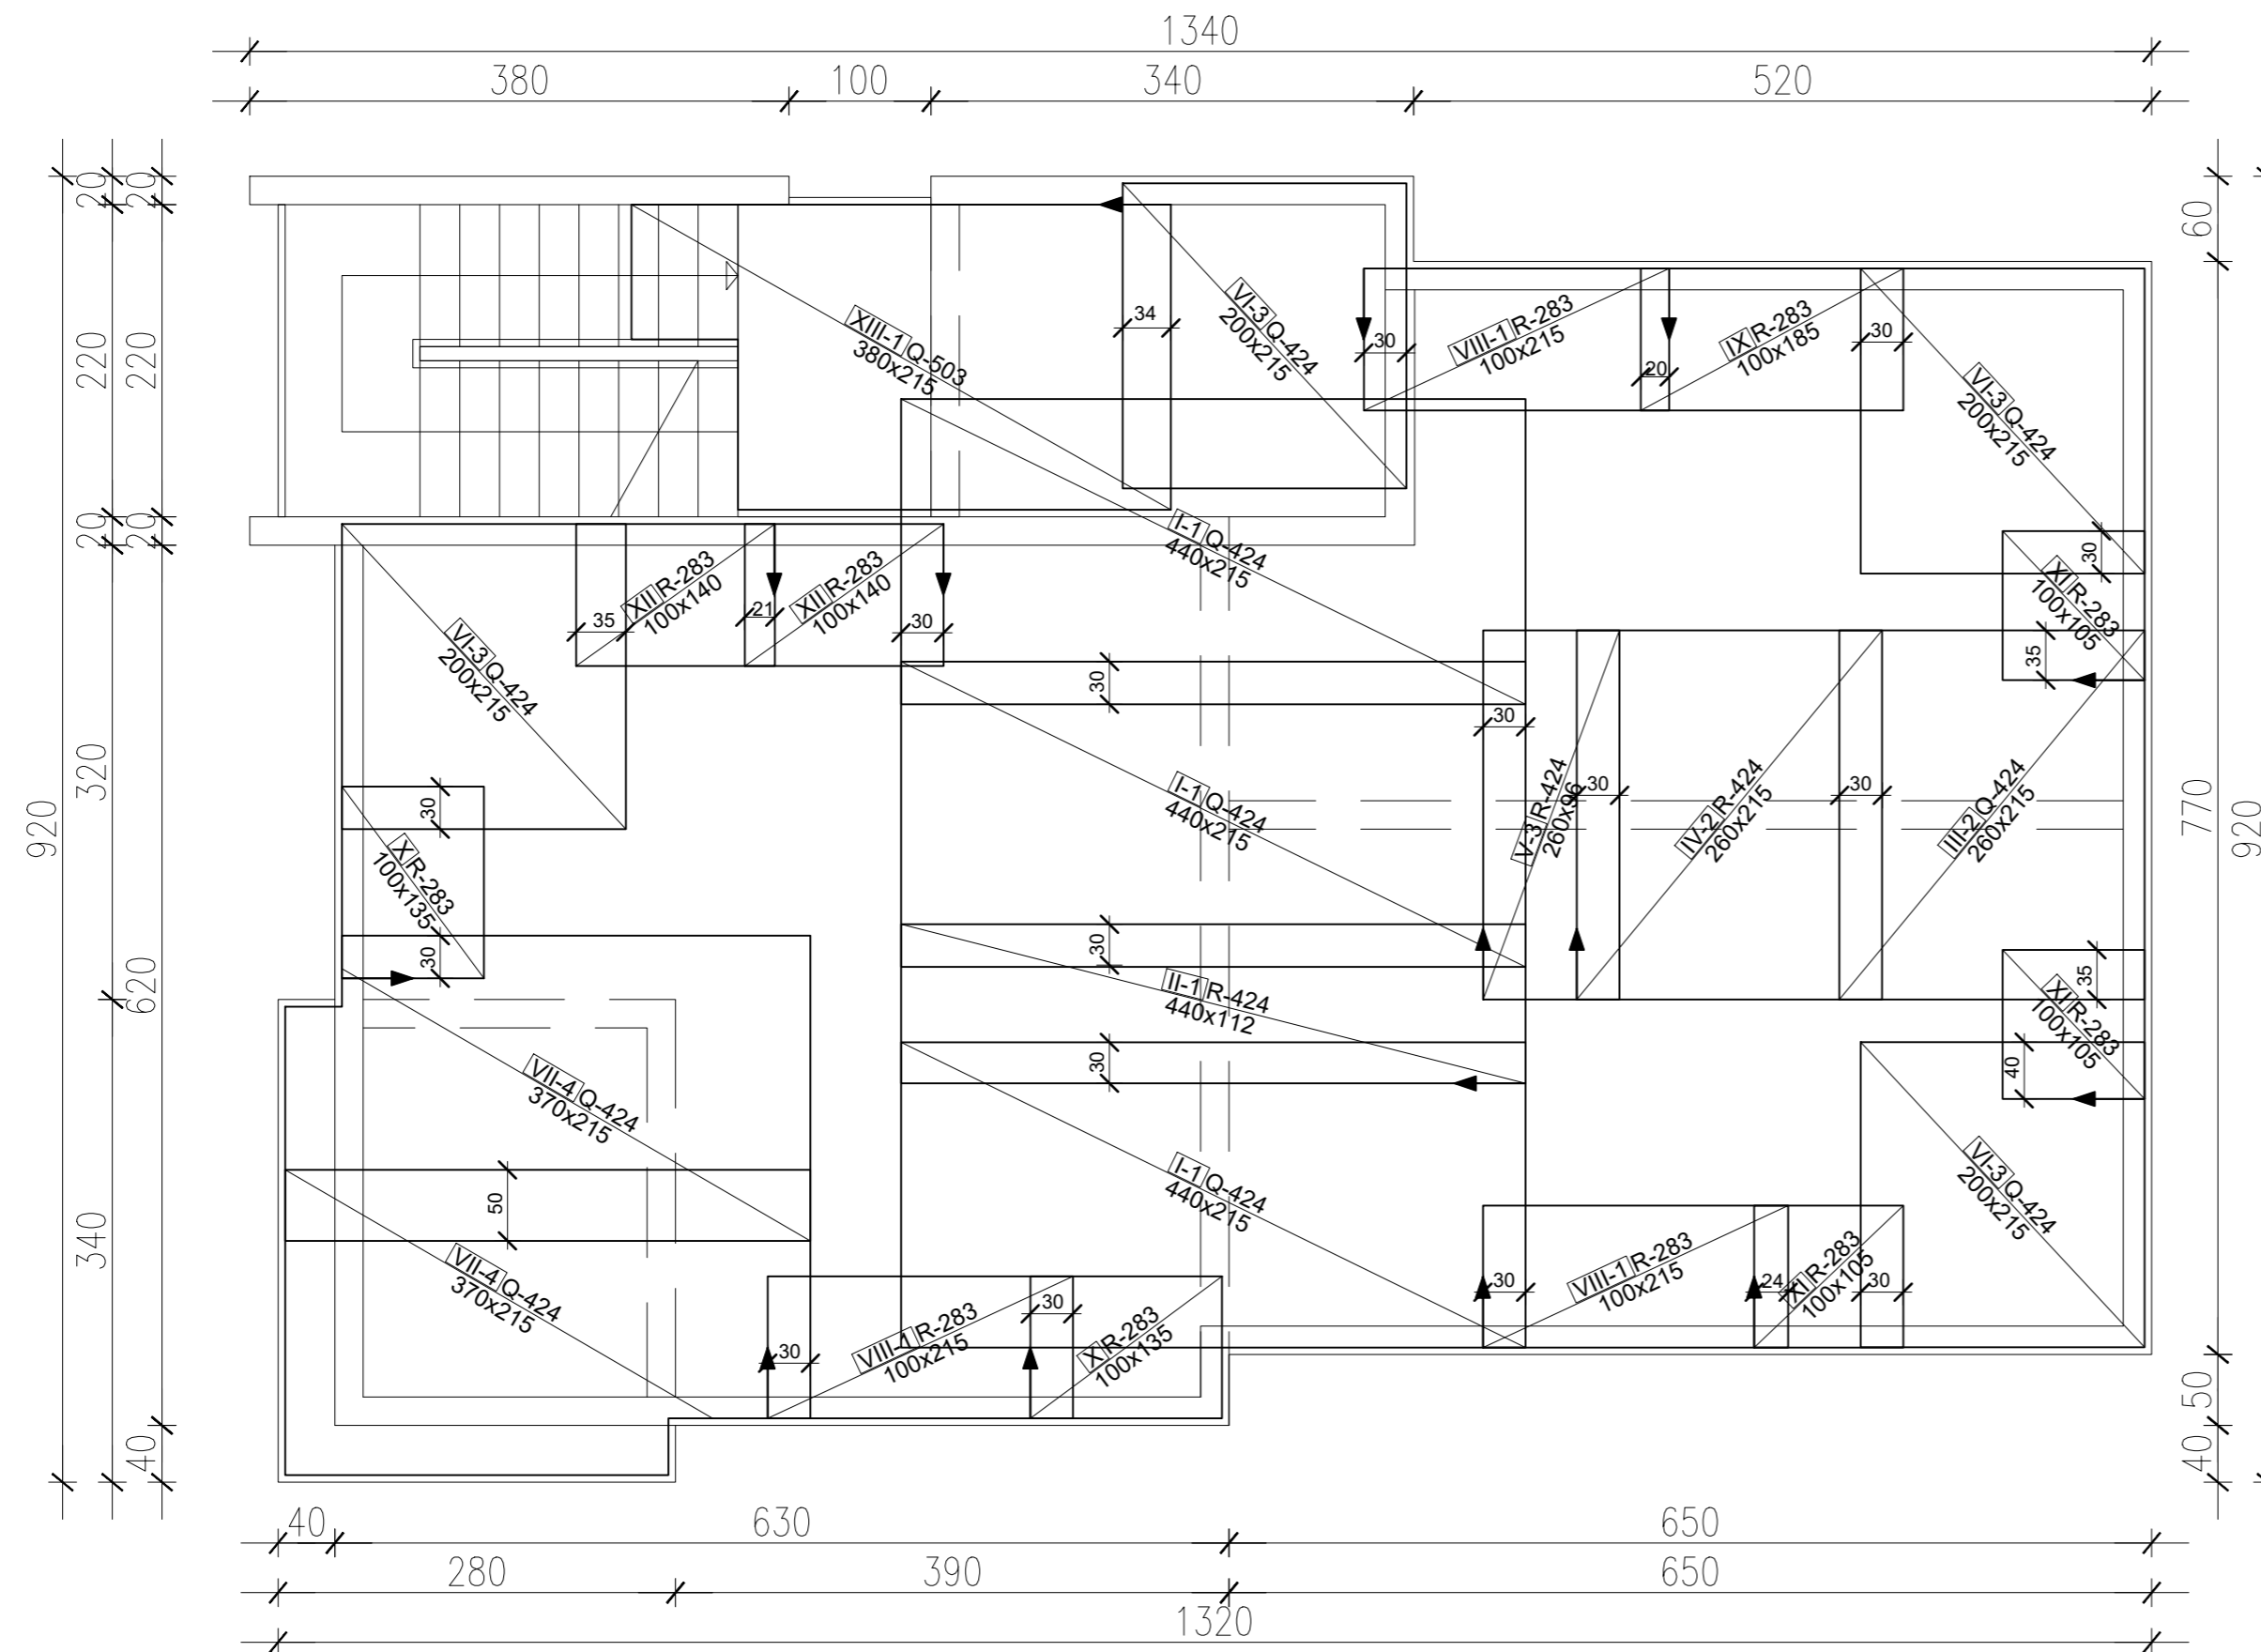 1340
380 100 340 520
20 20
60
XIII-1 Q-503
380x215
34
VI-3 Q-424
200x215
30
VIII-1 R-283
100x215
20
IX R-283
100x185
30
VI-3 Q-424
200x215
220 220
20 20
I-1 Q-424
440x215
30
XI R-283
100x105
35
35
XII R-283
100x140
21
XII R-283
100x140
30
VI-3 Q-424
200x215
30
30
320
920
620
30
X R-283
100x135
30
I-1 Q-424
440x215
30
V-3 R-424
260x96
30
IV-2 R-424
260x215
30
III-2 Q-424
260x215
770
920
30
II-1 R-424
440x112
30
35
XI R-283
100x105
40
VII-4 Q-424
370x215
50
340
I-1 Q-424
440x215
VI-3 Q-424
200x215
VII-4 Q-424
370x215
30
VIII-1 R-283
100x215
30
X R-283
100x135
30
VIII-1 R-283
100x215
24
XI R-283
100x105
30
50
40
40
40 630 650
280 390 650
1320